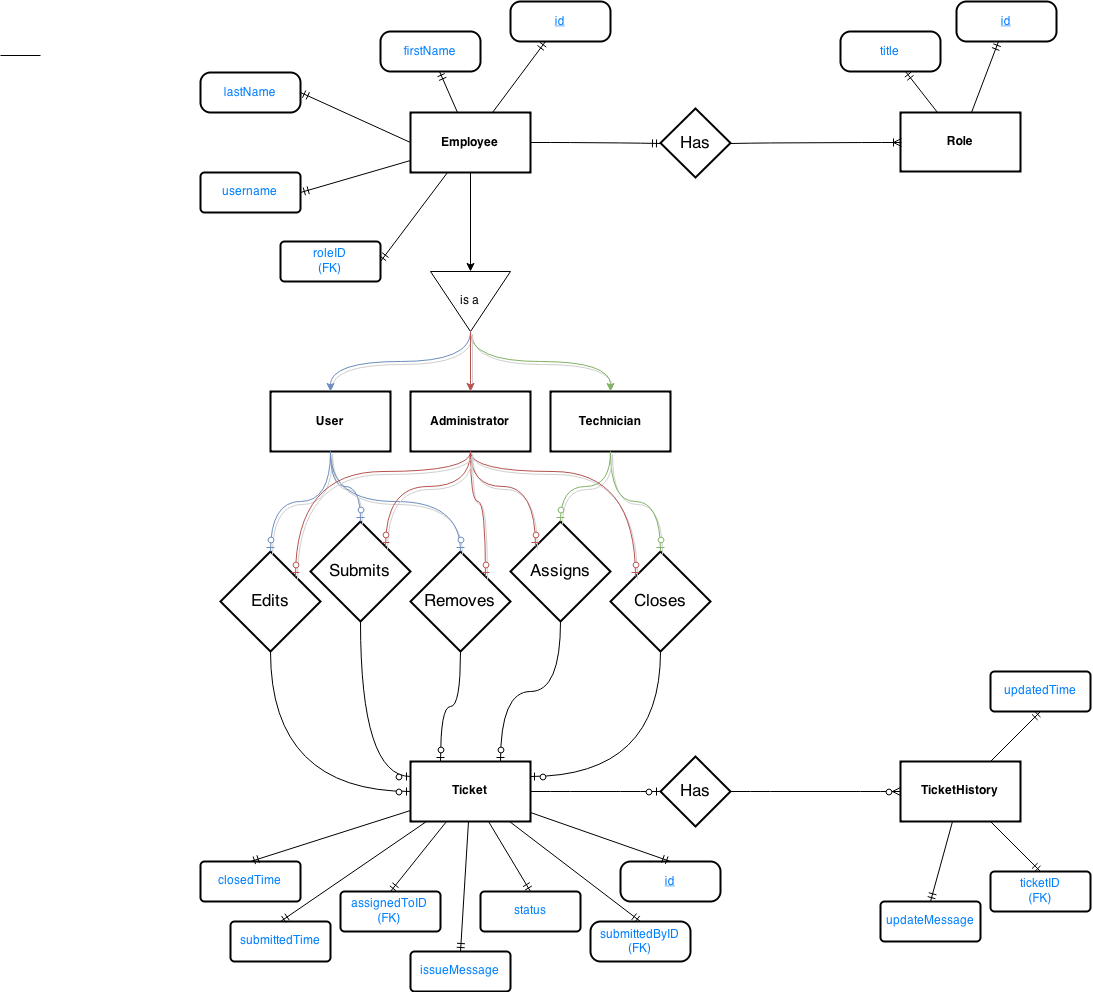 id
id
firstName
title
lastName
Employee
Has
Role
username
roleID
(FK)
is a
User
Administrator
Technician
Submits
Assigns
Edits
Removes
Closes
updatedTime
Ticket
Has
TicketHistory
closedTime
id
ticketID
(FK)
assignedToID
(FK)
status
updateMessage
submittedTime
submittedByID
(FK)
issueMessage